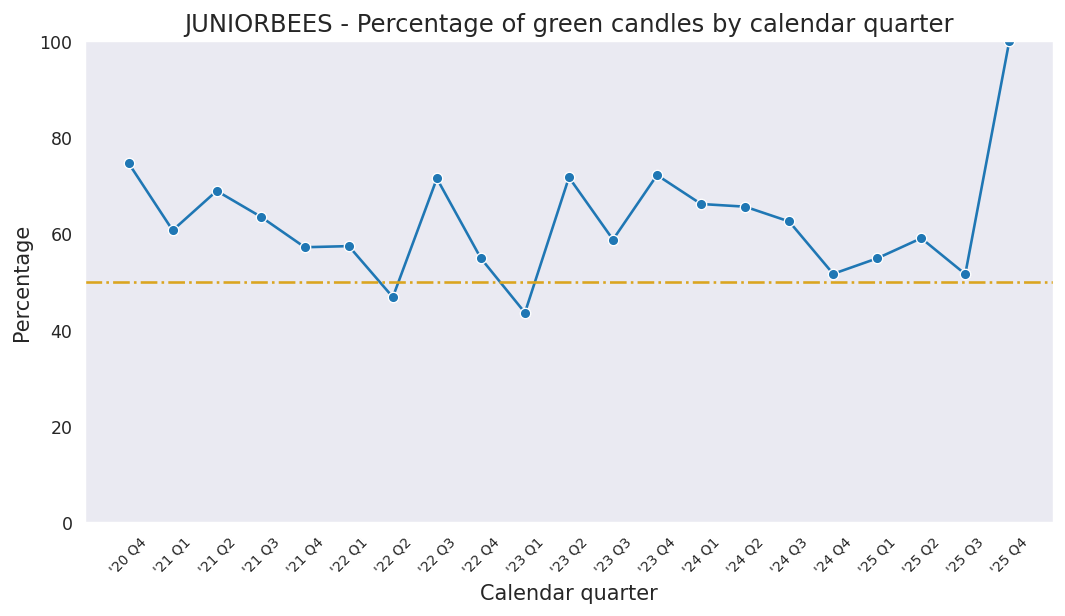 JUNIORBEES - Percentage of green candles by calendar quarter
100
80
60
40
20
0
Percentage
'20 Q4
'21 Q1
'21 Q2
'21 Q3
'21 Q4
'22 Q1
'22 Q2
'22 Q3
'22 Q4
'23 Q1
'23 Q2
'23 Q3
'23 Q4
'24 Q1
'24 Q2
'24 Q3
'24 Q4
'25 Q1
'25 Q2
'25 Q3
'25 Q4
Calendar quarter